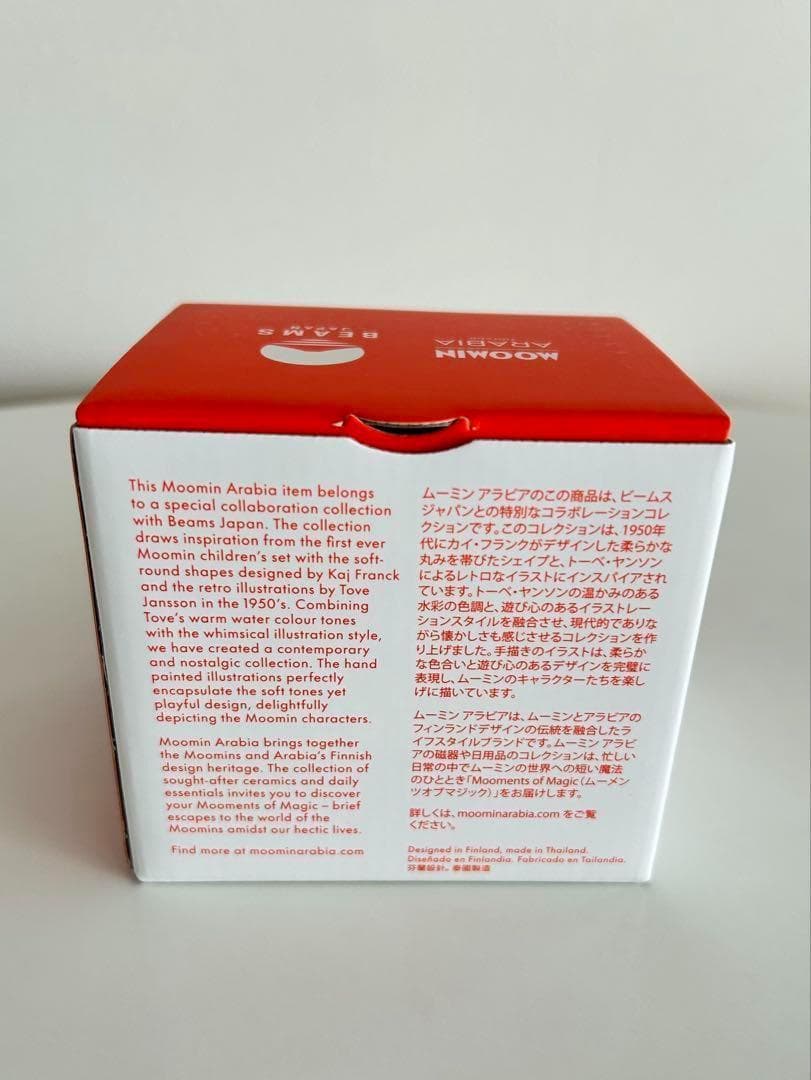 BEAMS
JAPAN
MOOMIN
ARABIA
This Moomin Arabia item belongs
to a special collaboration collection
with Beams Japan. The collection
draws inspiration from the first ever
Moomin children's set with the soft-
round shapes designed by Kaj Franck
and the retro illustrations by Tove
Jansson in the 1950's. Combining
Tove's warm water colour tones
with the whimsical illustration style,
we have created a contemporary
and nostalgic collection. The hand
painted illustrations perfectly
encapsulate the soft tones yet
playful design, delightfully
depicting the Moomin characters.
Moomin Arabia brings together
the Moomins and Arabia's Finnish
design heritage. The collection of
sought-after ceramics and daily
essentials invites you to discover
your Mooments of Magic – brief
escapes to the world of the
Moomins amidst our hectic lives.
Find more at moominarabia.com
ムーミン アラビアのこの商品は、ビームス
ジャパンとの特別なコラボレーションコレ
クションです。このコレクションは、1950年
代にカイ・フランクがデザインした柔らかな
丸みを帯びたシェイプと、トーベ・ヤンソン
によるレトロなイラストにインスパイアされ
ています。トーベ・ヤンソンの温かみのある
水彩の色調と、遊び心のあるイラストレー
ションスタイルを融合させ、現代的でありな
がら懐かしさも感じさせるコレクションを作
り上げました。手描きのイラストは、柔らか
な色合いと遊び心のあるデザインを完璧に
表現し、ムーミンのキャラクターたちを楽し
げに描いています。
ムーミン アラビアは、ムーミンとアラビアの
フィンランドデザインの伝統を融合したラ
イフスタイルブランドです。ムーミン アラビ
アの磁器や日用品のコレクションは、忙しい
日常の中でムーミンの世界への短い魔法
のひととき「Mooments of Magic（ムーメン
ツオブマジック）」をお届けします。
詳しくは、moominarabia.com をご覧
ください。
Designed in Finland, made in Thailand.
Diseñado en Finlandia. Fabricado en Tailandia.
芬蘭設計。泰國製造